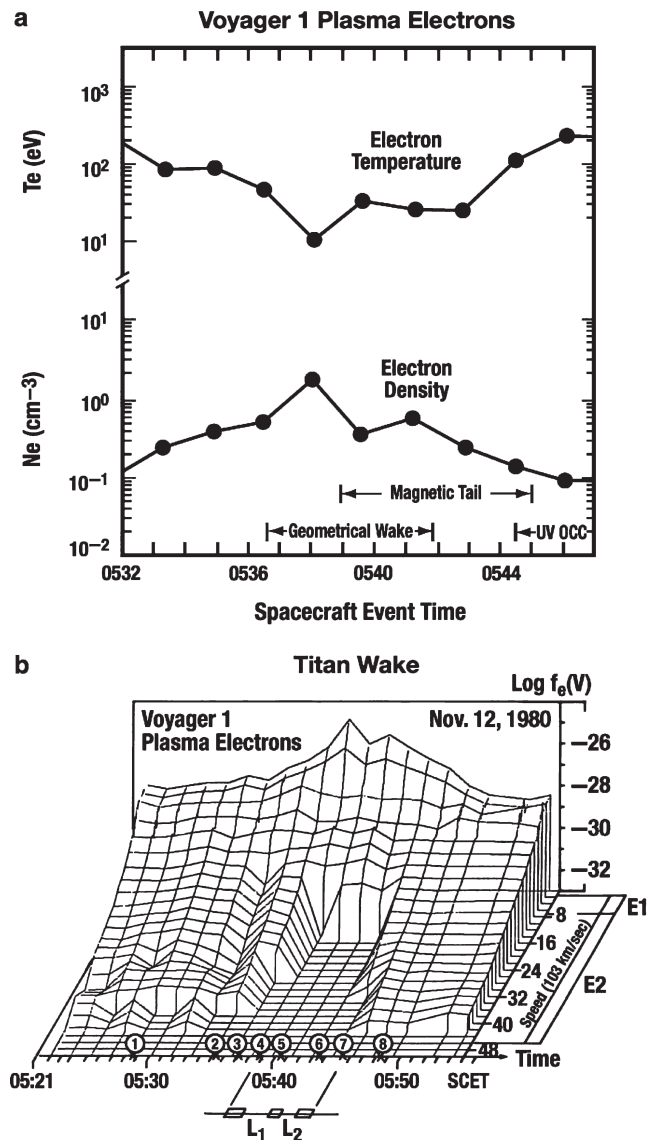 a
Voyager 1 Plasma Electrons
Te (eV)
10³
10²
10¹
Electron
Temperature
Ne (cm–3)
10¹
10⁰
10⁻¹
10⁻²
Electron
Density
Magnetic Tail
Geometrical Wake
UV OCC
0532
0536
0540
0544
Spacecraft Event Time
b
Titan Wake
Log fₑ(V)
Voyager 1
Plasma Electrons
Nov. 12, 1980
–26
–28
–30
–32
E1
E2
8
16
24
32
40
48
Speed (103 km/sec)
1 2 3 4 5 6 7 8
Time
05:21 05:30 05:40 05:50 SCET
L₁ L₂